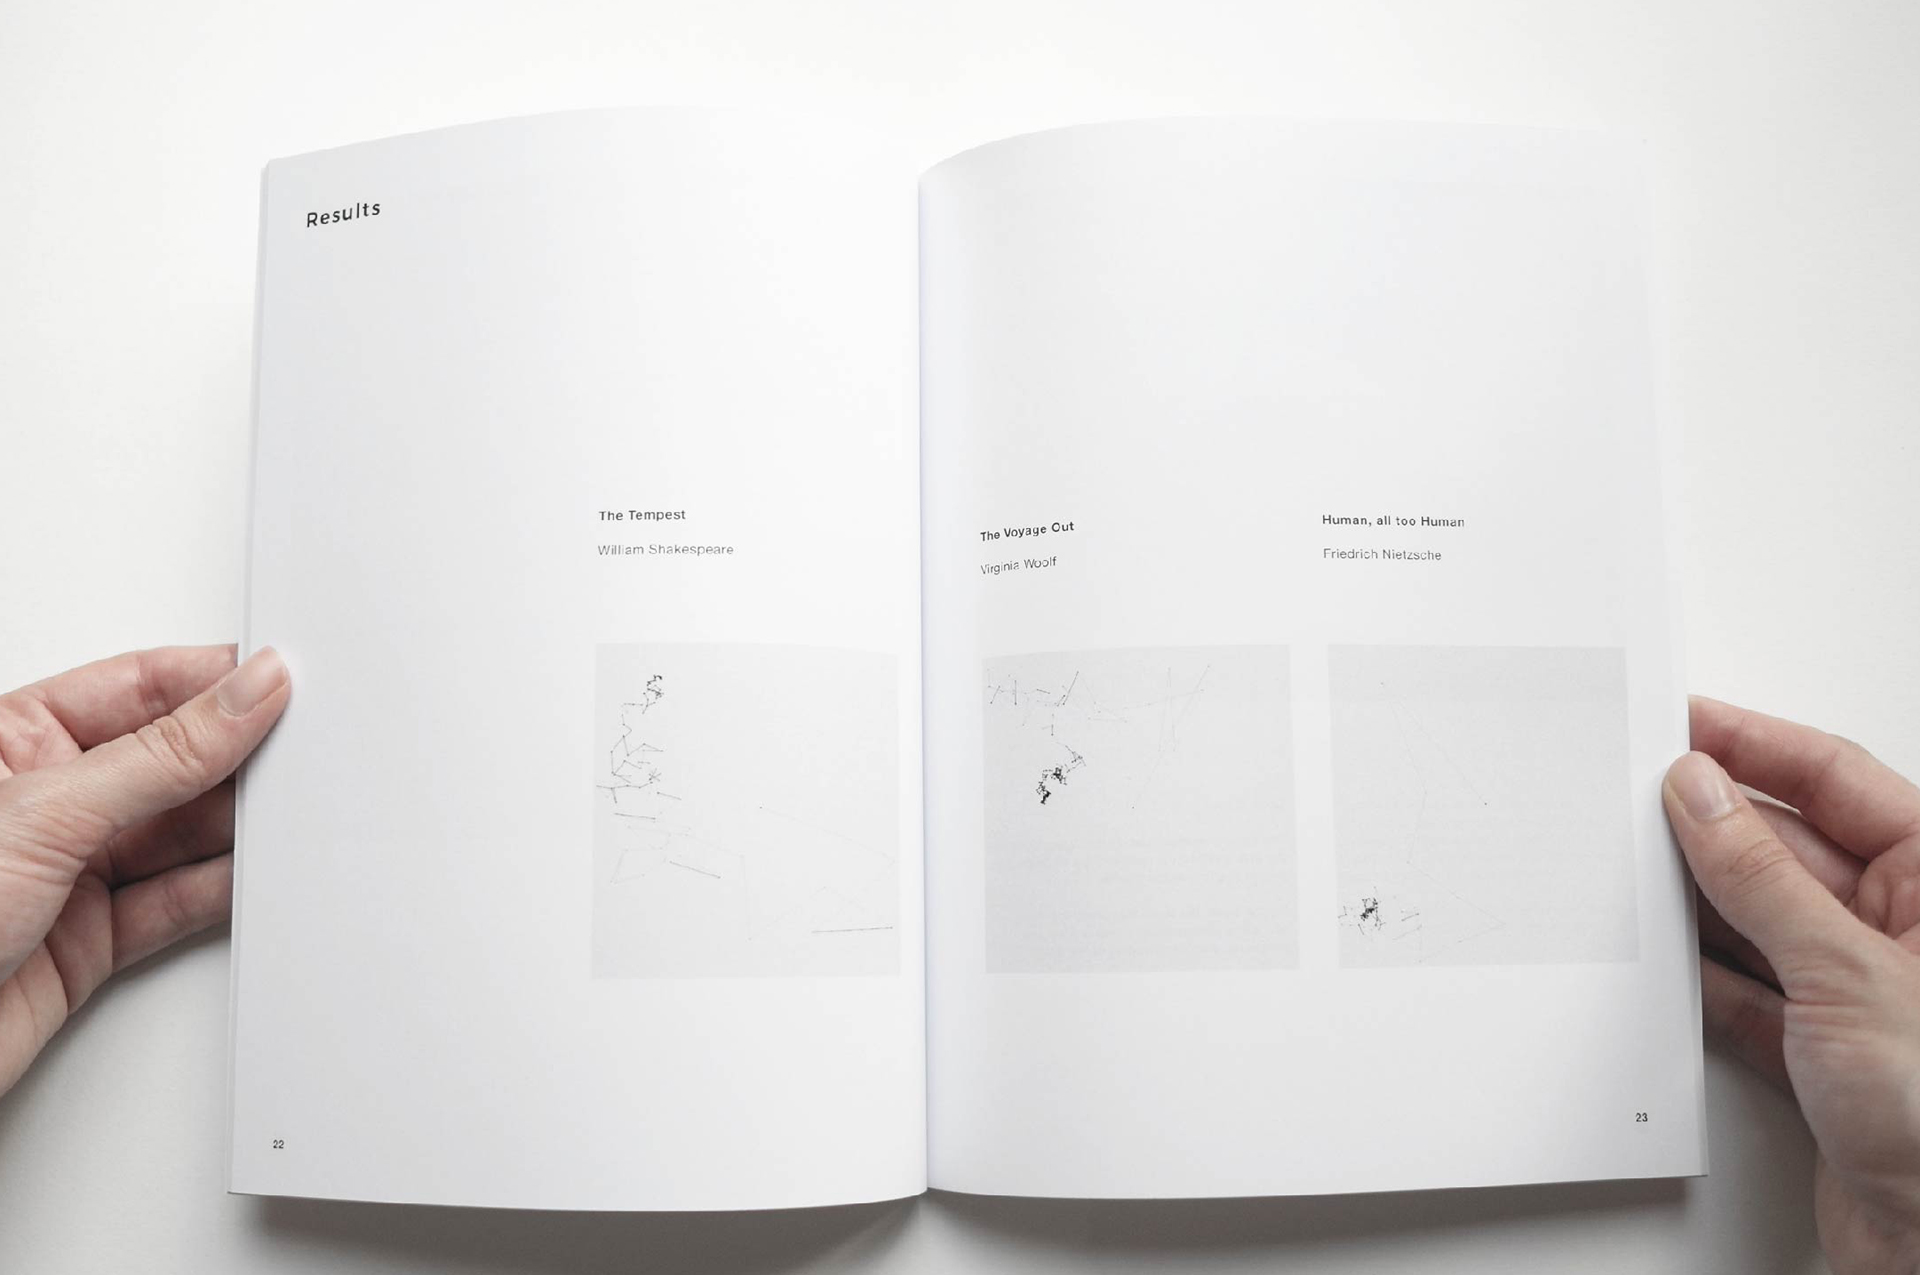 Results
The Tempest
William Shakespeare
22
The Voyage Out
Virginia Woolf
Human, all too Human
Friedrich Nietzsche
23